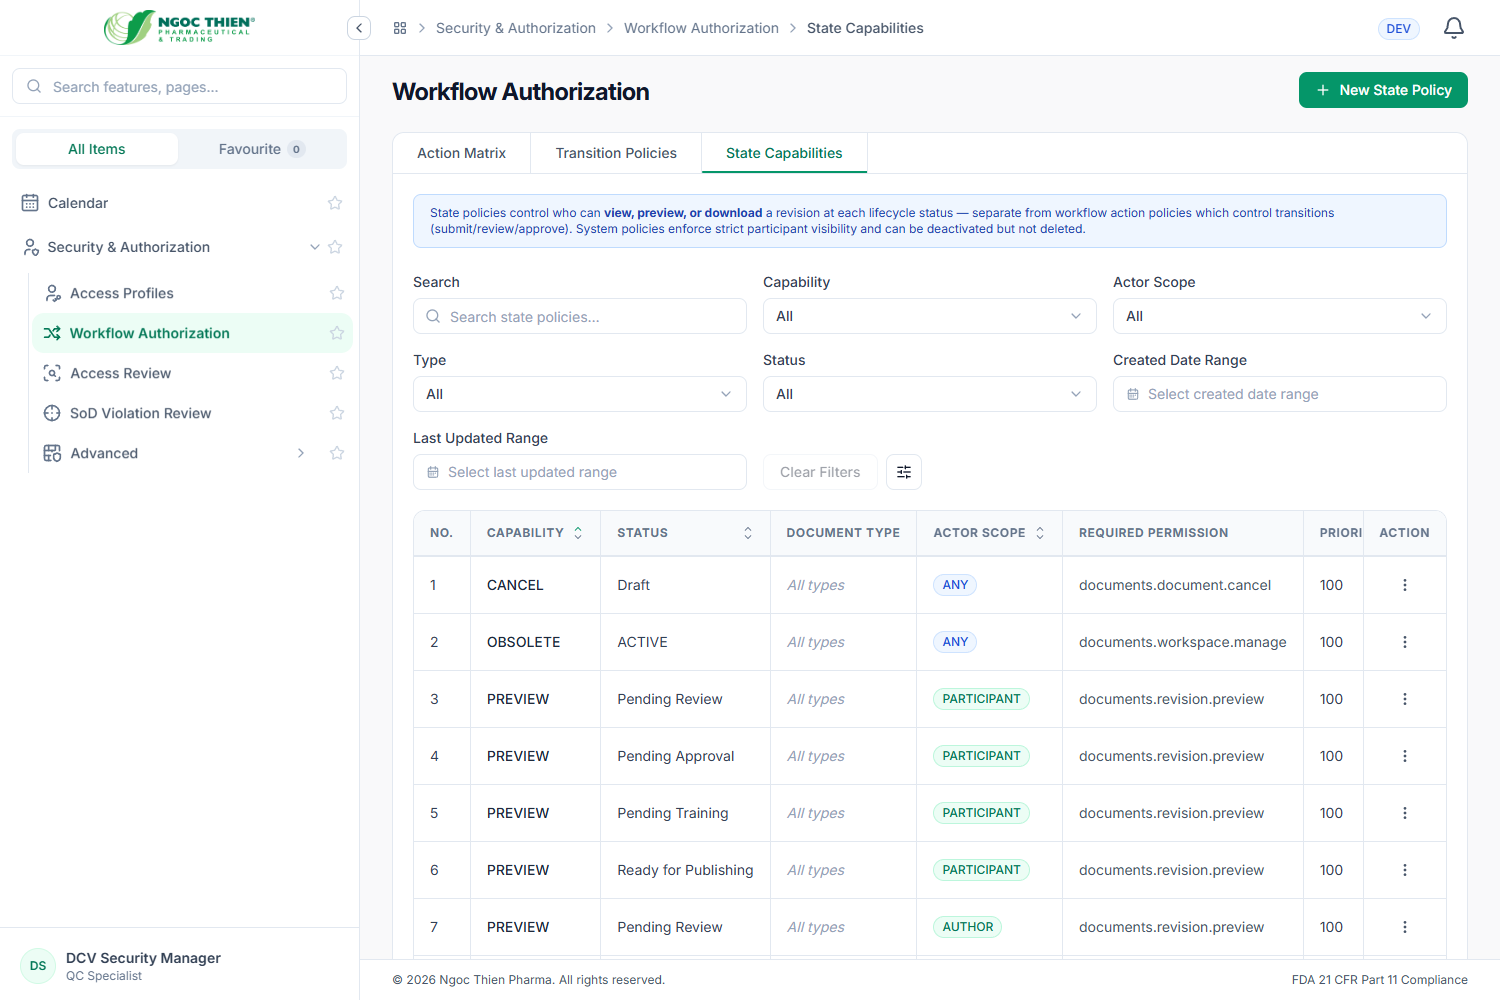 NGOC THIEN®
PHARMACEUTICAL
& TRADING
Search features, pages...
All Items
Favourite 0
Calendar
Security & Authorization
Access Profiles
Workflow Authorization
Access Review
SoD Violation Review
Advanced
DS
DCV Security Manager
QC Specialist
Security & Authorization
Workflow Authorization
State Capabilities
DEV
Workflow Authorization
New State Policy
Action Matrix
Transition Policies
State Capabilities
State policies control who can view, preview, or download a revision at each lifecycle status — separate from workflow action policies which control transitions
(submit/review/approve). System policies enforce strict participant visibility and can be deactivated but not deleted.
Search
Capability
Actor Scope
Search state policies...
All
All
Type
Status
Created Date Range
All
All
Select created date range
Last Updated Range
Select last updated range
Clear Filters
NO. CAPABILITY STATUS DOCUMENT TYPE ACTOR SCOPE REQUIRED PERMISSION PRIORI ACTION
1 CANCEL Draft All types ANY documents.document.cancel 100
2 OBSOLETE ACTIVE All types ANY documents.workspace.manage 100
3 PREVIEW Pending Review All types PARTICIPANT documents.revision.preview 100
4 PREVIEW Pending Approval All types PARTICIPANT documents.revision.preview 100
5 PREVIEW Pending Training All types PARTICIPANT documents.revision.preview 100
6 PREVIEW Ready for Publishing All types PARTICIPANT documents.revision.preview 100
7 PREVIEW Pending Review All types AUTHOR documents.revision.preview 100
© 2026 Ngoc Thien Pharma. All rights reserved.
FDA 21 CFR Part 11 Compliance